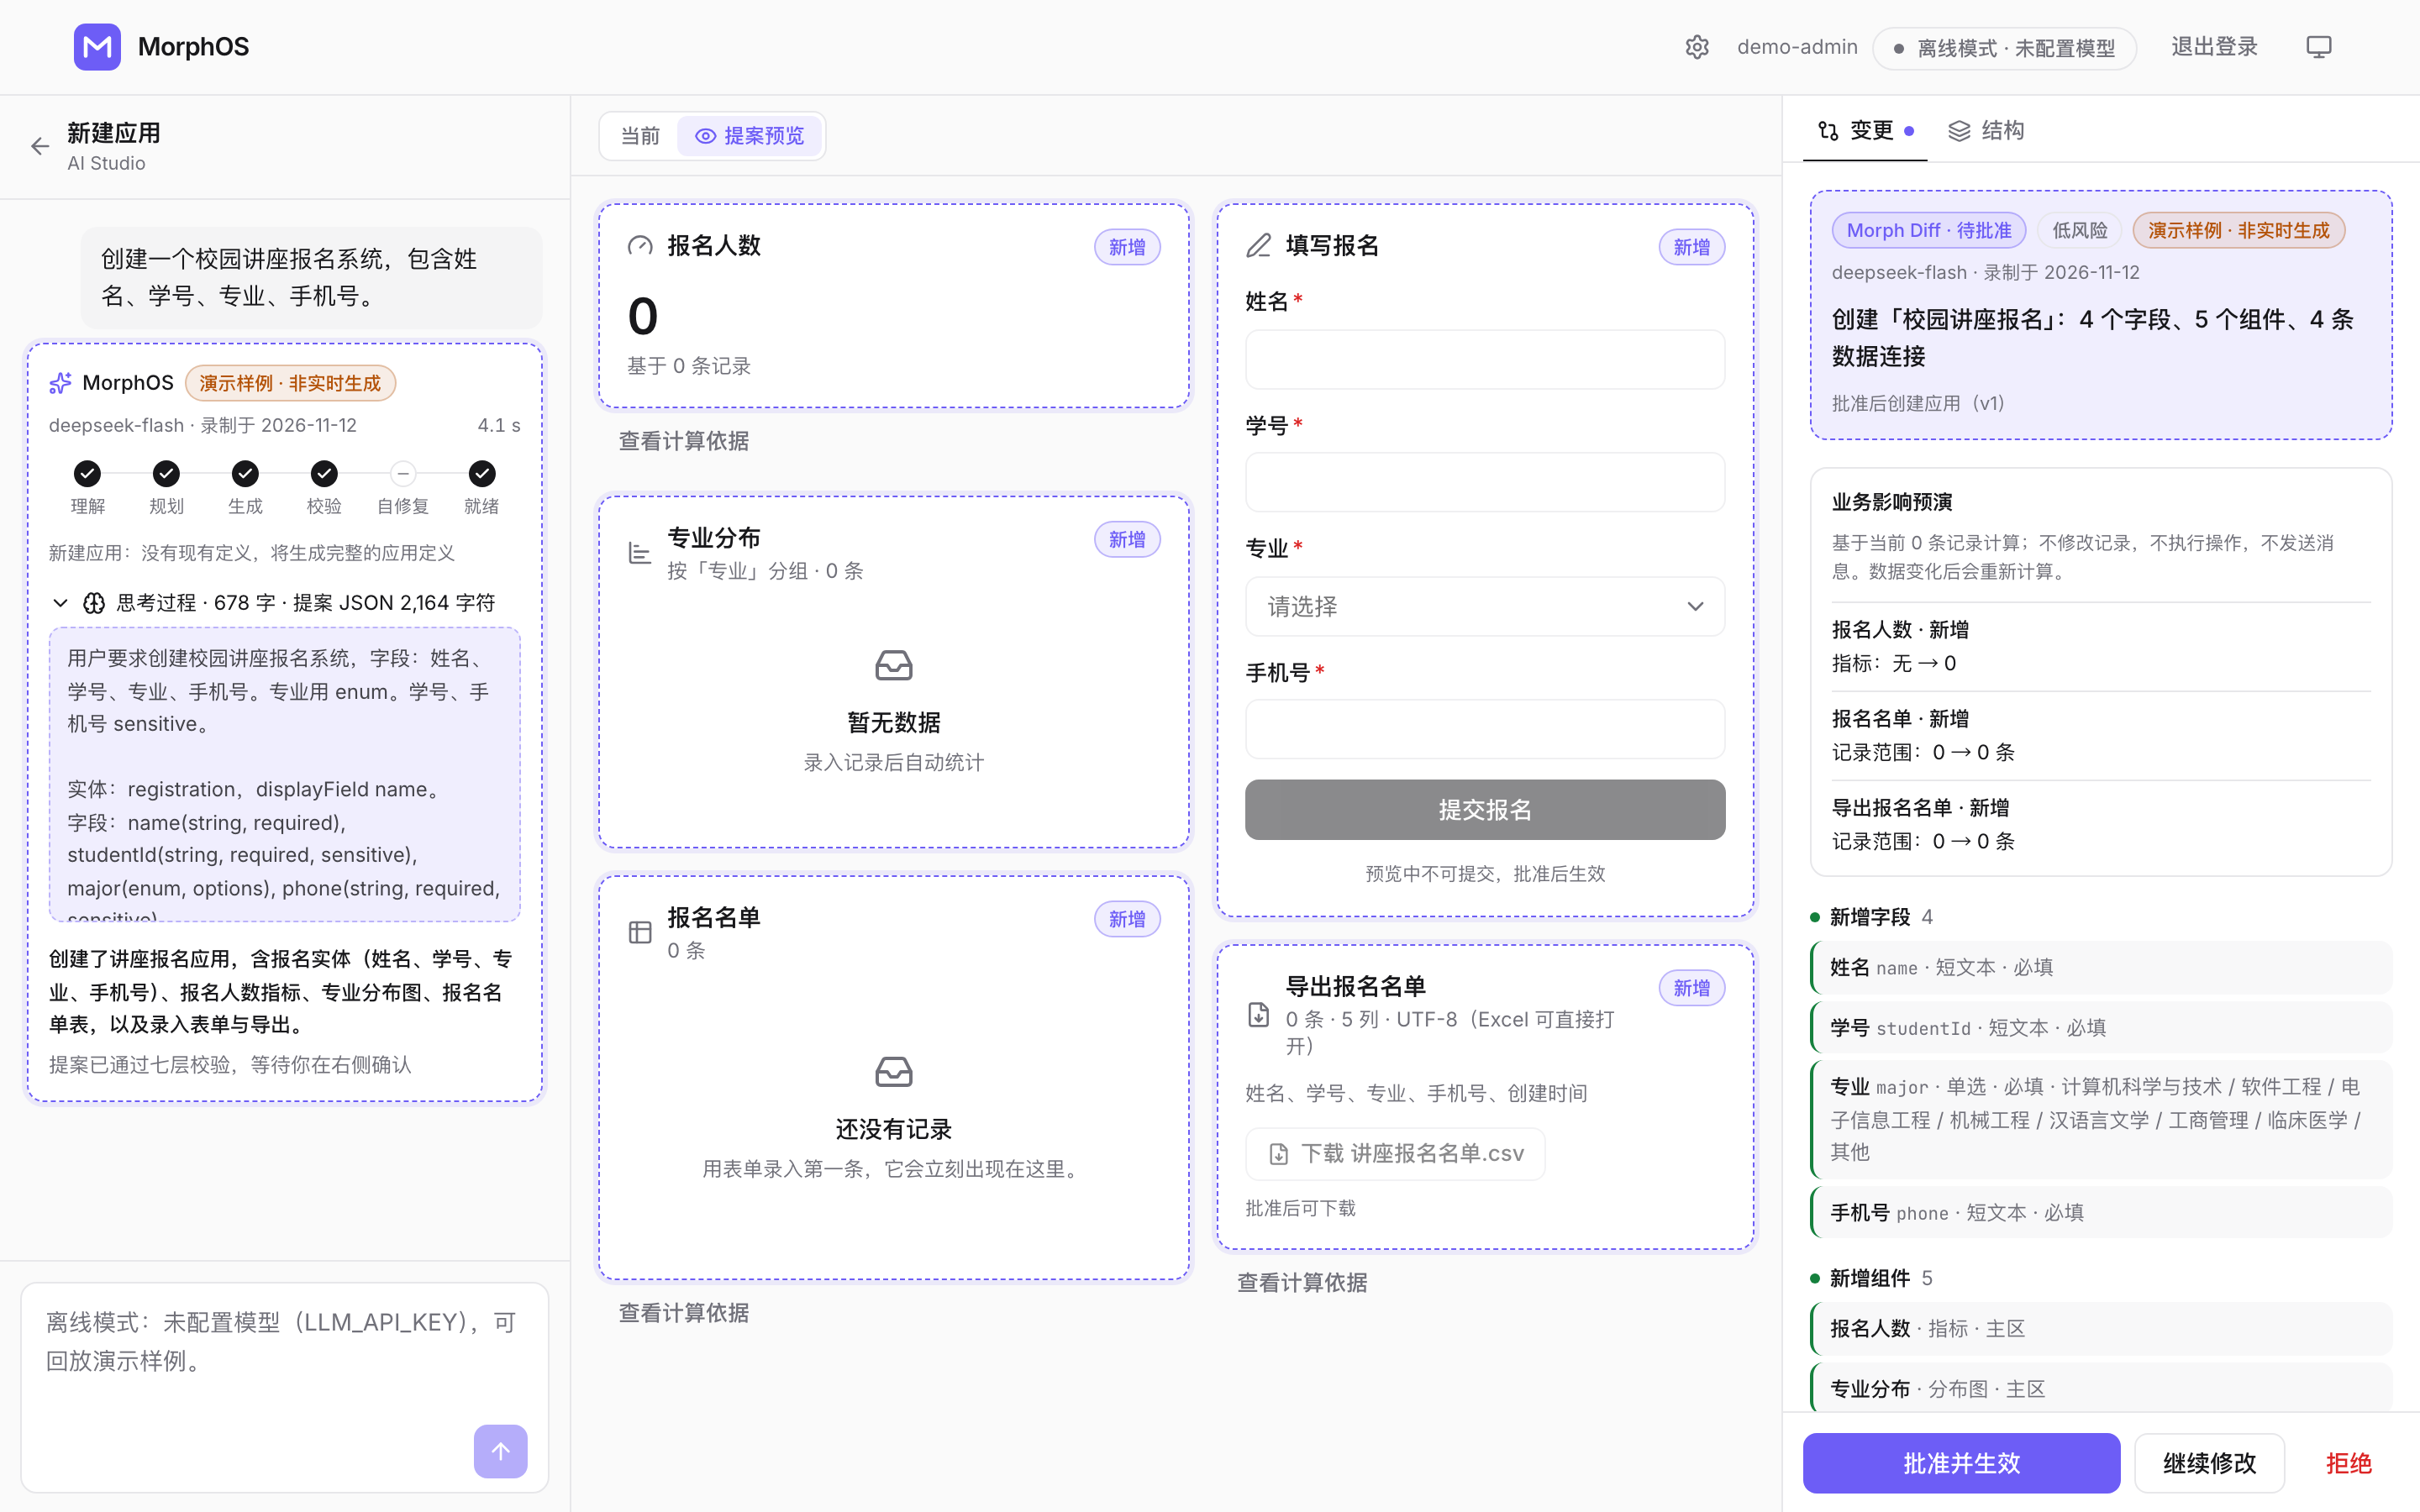 MorphOS
demo-admin
离线模式 · 未配置模型
退出登录
新建应用
AI Studio
创建一个校园讲座报名系统，包含姓
名、学号、专业、手机号。
MorphOS
演示样例 · 非实时生成
deepseek-flash · 录制于 2026-11-12
4.1 s
理解
规划
生成
校验
自修复
就绪
新建应用：没有现有定义，将生成完整的应用定义
思考过程 · 678 字 · 提案 JSON 2,164 字符
用户要求创建校园讲座报名系统，字段：姓名、
学号、专业、手机号。专业用 enum。学号、手
机号 sensitive。
实体：registration，displayField name。
字段：name(string, required),
studentId(string, required, sensitive),
major(enum, options), phone(string, required,
sensitive)
创建了讲座报名应用，含报名实体（姓名、学号、专
业、手机号）、报名人数指标、专业分布图、报名名
单表，以及录入表单与导出。
提案已通过七层校验，等待你在右侧确认
离线模式：未配置模型（LLM_API_KEY），可
回放演示样例。
当前
提案预览
报名人数
新增
0
基于 0 条记录
查看计算依据
专业分布
按「专业」分组 · 0 条
新增
暂无数据
录入记录后自动统计
报名名单
0 条
新增
还没有记录
用表单录入第一条，它会立刻出现在这里。
查看计算依据
填写报名
新增
姓名 *
学号 *
专业 *
请选择
手机号 *
提交报名
预览中不可提交，批准后生效
导出报名名单
新增
0 条 · 5 列 · UTF-8（Excel 可直接打
开）
姓名、学号、专业、手机号、创建时间
下载 讲座报名名单.csv
批准后可下载
查看计算依据
变更
结构
Morph Diff · 待批准
低风险
演示样例 · 非实时生成
deepseek-flash · 录制于 2026-11-12
创建「校园讲座报名」：4 个字段、5 个组件、4 条
数据连接
批准后创建应用（v1）
业务影响预演
基于当前 0 条记录计算；不修改记录，不执行操作，不发送消
息。数据变化后会重新计算。
报名人数 · 新增
指标：无 → 0
报名名单 · 新增
记录范围：0 → 0 条
导出报名名单 · 新增
记录范围：0 → 0 条
新增字段 4
姓名 name · 短文本 · 必填
学号 studentId · 短文本 · 必填
专业 major · 单选 · 必填 · 计算机科学与技术 / 软件工程 / 电
子信息工程 / 机械工程 / 汉语言文学 / 工商管理 / 临床医学 /
其他
手机号 phone · 短文本 · 必填
新增组件 5
报名人数 · 指标 · 主区
专业分布 · 分布图 · 主区
批准并生效
继续修改
拒绝